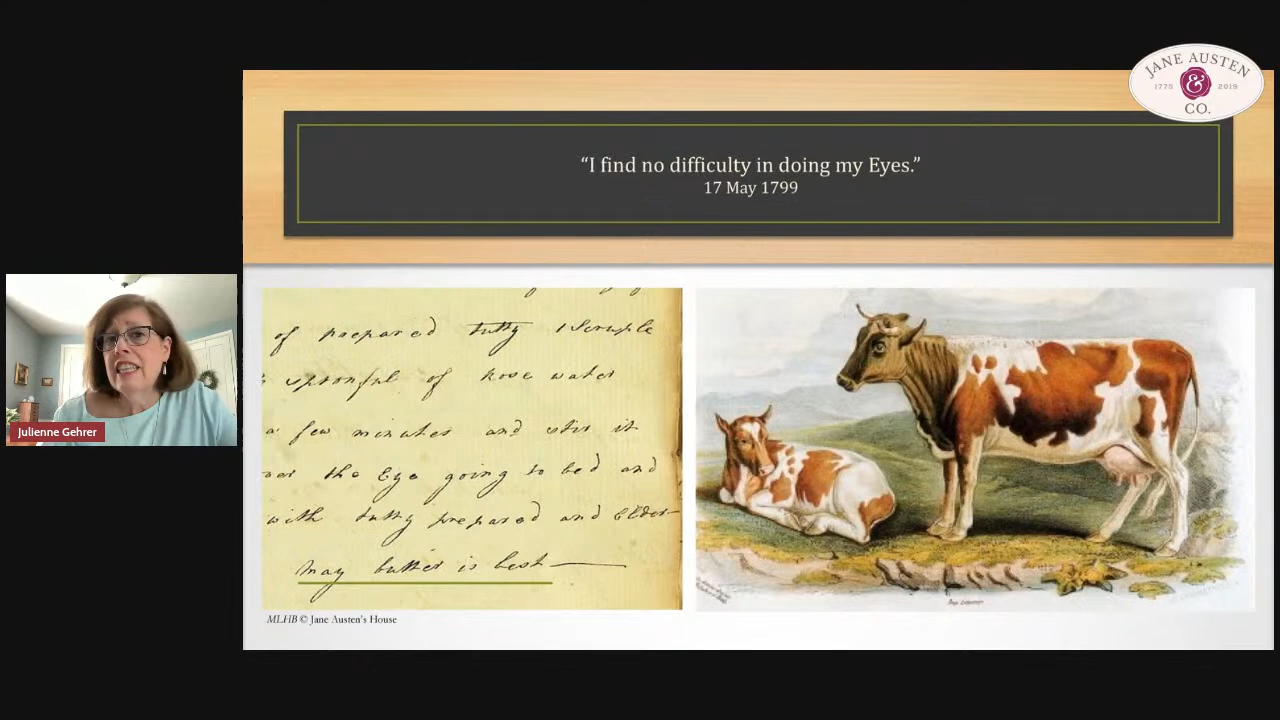 JANE AUSTEN
1775
&
2019
CO.
“I find no difficulty in doing my Eyes.”
17 May 1799
of prepared tutty 1 Scruple
of Rose water
a few minutes and stir it
the Eye going to bed and
with tutty prepared and Elder
May butter is best
MLHB © Jane Austen's House
Julienne Gehrer